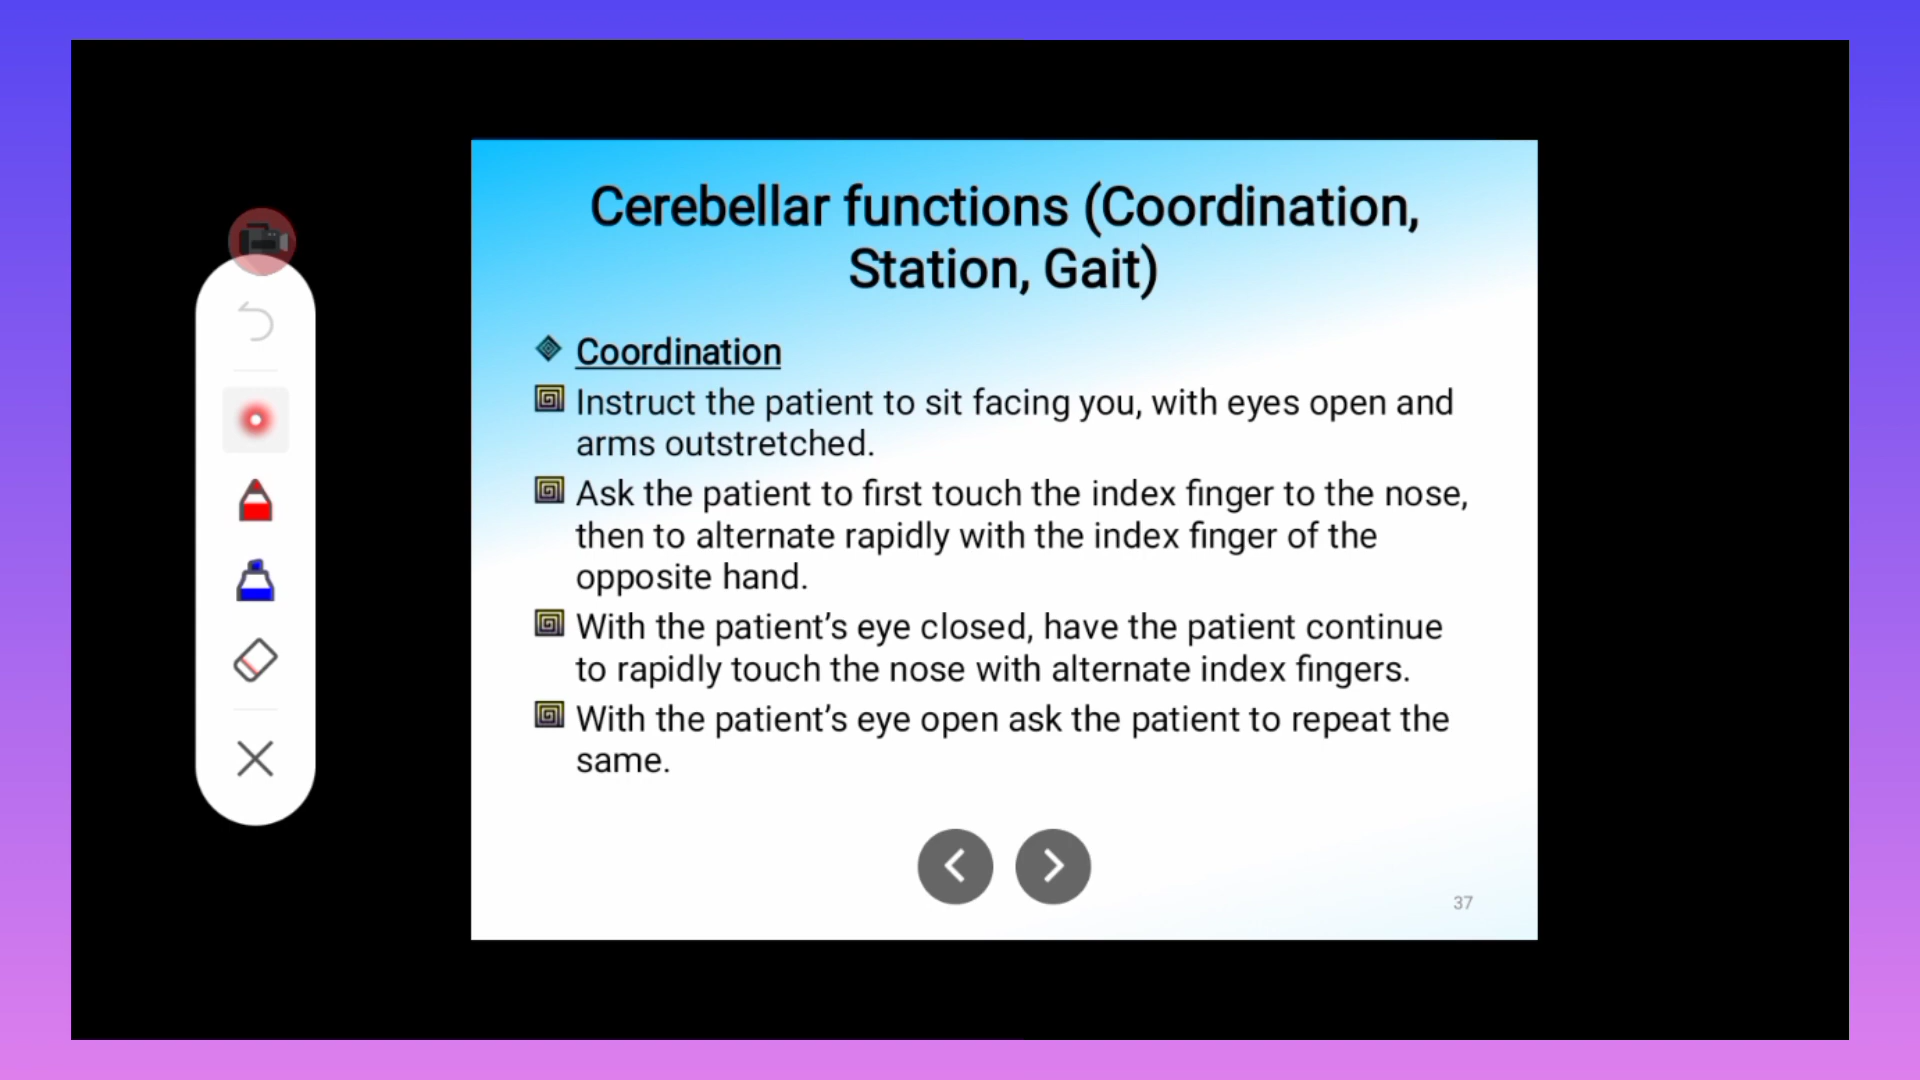 Cerebellar functions (Coordination,
Station, Gait)
Coordination
Instruct the patient to sit facing you, with eyes open and
arms outstretched.
Ask the patient to first touch the index finger to the nose,
then to alternate rapidly with the index finger of the
opposite hand.
With the patient’s eye closed, have the patient continue
to rapidly touch the nose with alternate index fingers.
With the patient’s eye open ask the patient to repeat the
same.
37